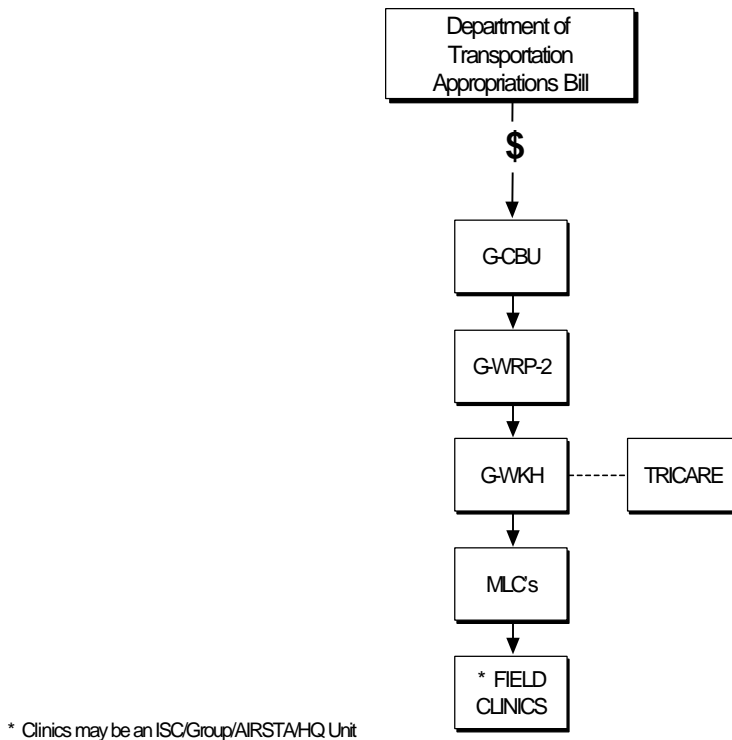 Department of
Transportation
Appropriations Bill
$
G-CBU
G-WRP-2
G-WKH
TRICARE
MLC's
* FIELD
CLINICS
* Clinics may be an ISC/Group/AIRSTA/HQ Unit